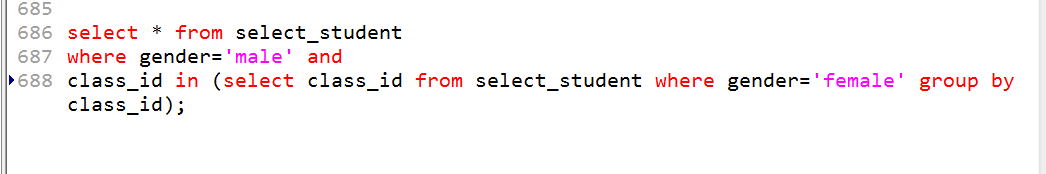 685
686 select * from select_student
687 where gender='male' and
688 class_id in (select class_id from select_student where gender='female' group by
class_id);